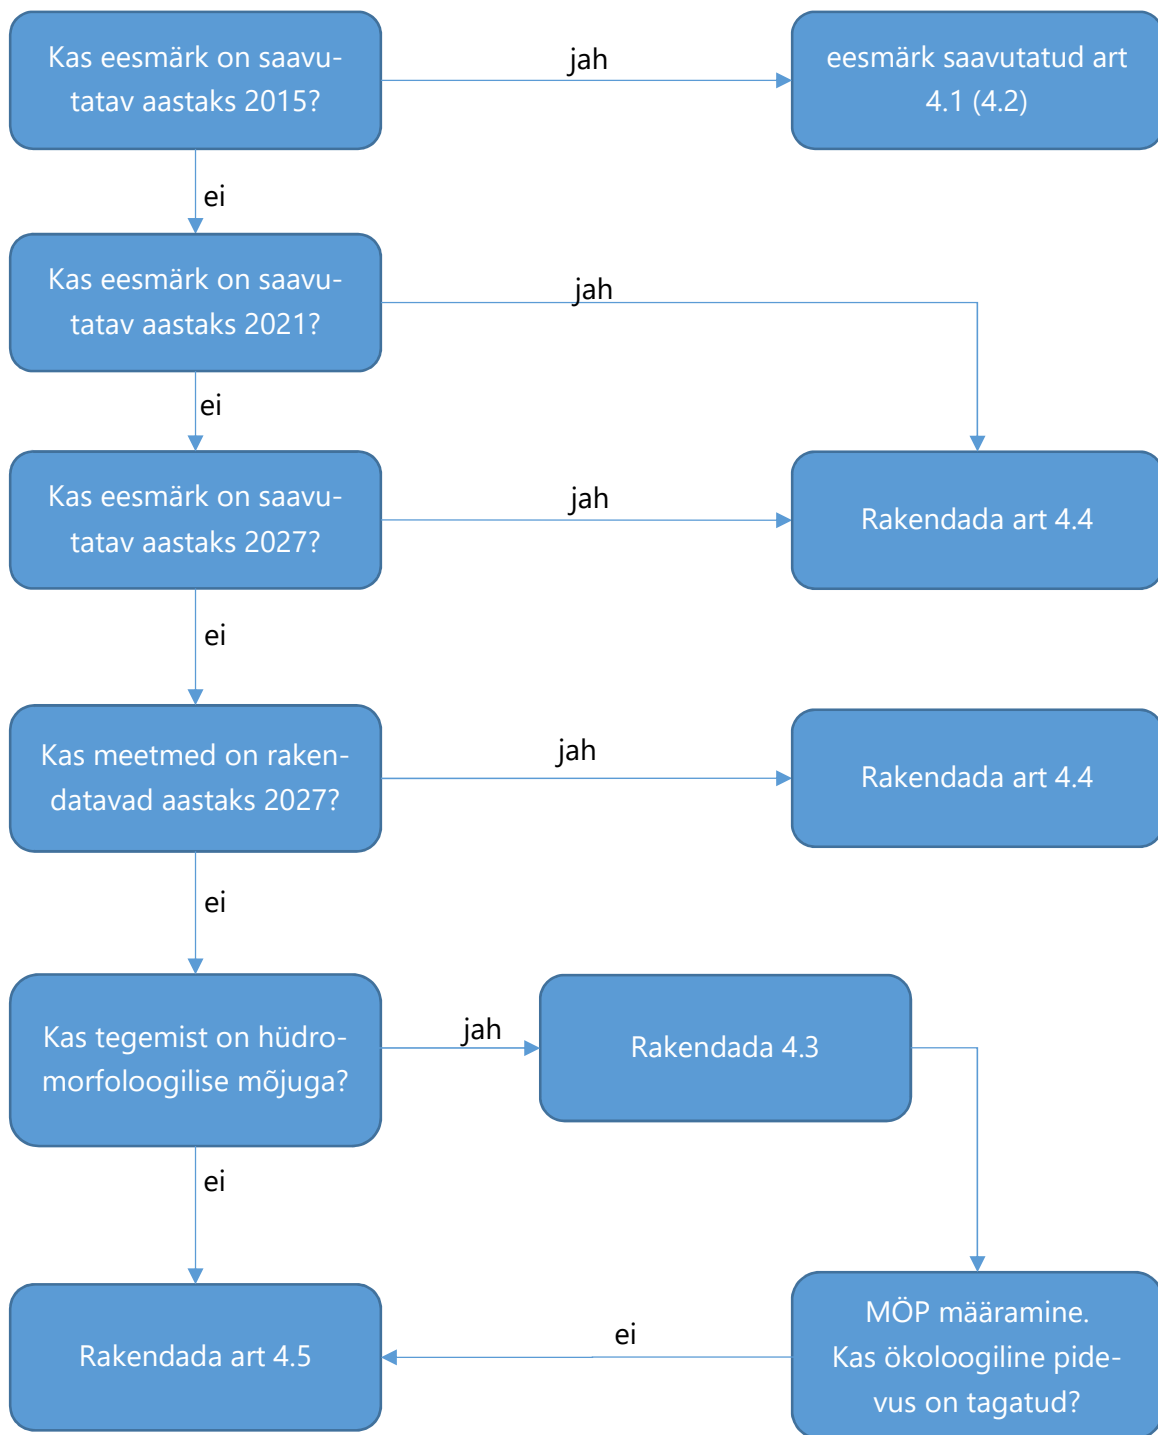 Kas eesmärk on saavu-
tatav aastaks 2015?
jah
eesmärk saavutatud art
4.1 (4.2)
ei
Kas eesmärk on saavu-
tatav aastaks 2021?
jah
ei
Kas eesmärk on saavu-
tatav aastaks 2027?
jah
Rakendada art 4.4
ei
Kas meetmed on raken-
datavad aastaks 2027?
jah
Rakendada art 4.4
ei
Kas tegemist on hüdro-
morfoloogilise mõjuga?
jah
Rakendada 4.3
ei
Rakendada art 4.5
ei
MÖP määramine.
Kas ökoloogiline pide-
vus on tagatud?